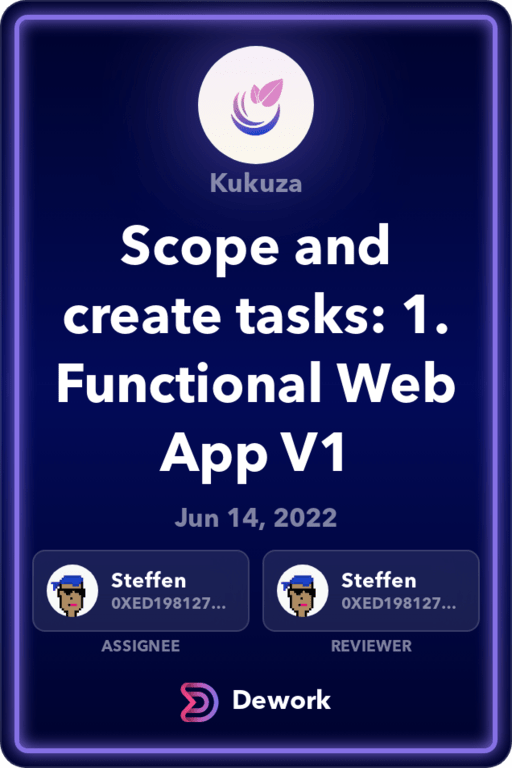 Kukuza
Scope and
create tasks: 1.
Functional Web
App V1
Jun 14, 2022
Steffen
0XED198127...
ASSIGNEE
Steffen
0XED198127...
REVIEWER
Dework